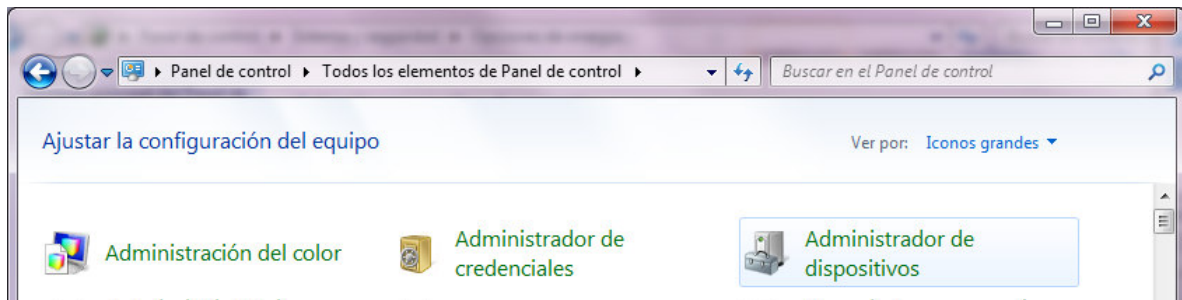 Panel de control ▸ Todos los elementos de Panel de control ▸ Buscar en el Panel de control
Ajustar la configuración del equipo Ver por: Iconos grandes
Administración del color
Administrador de
credenciales
Administrador de
dispositivos